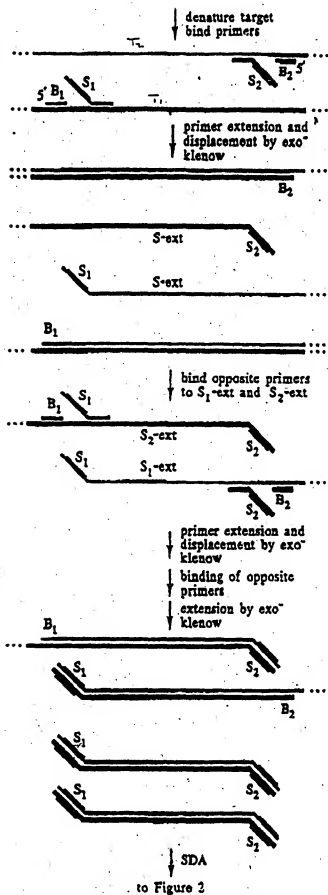 denature target
bind primers
T₂
B₂ 5'
S₂
5' B₁ S₁
T₁
primer extension and
displacement by exo⁻
klenow
B₂
S-ext
S₂
S₁
S-ext
B₁
bind opposite primers
to S₁-ext and S₂-ext
B₁ S₁
S₂-ext
S₂
S₁
S₁-ext
S₂
B₂
primer extension and
displacement by exo⁻
klenow
binding of opposite
primers
extension by exo⁻
klenow
B₁
S₂
S₁
B₂
S₁
S₂
S₁
S₂
SDA
to Figure 2